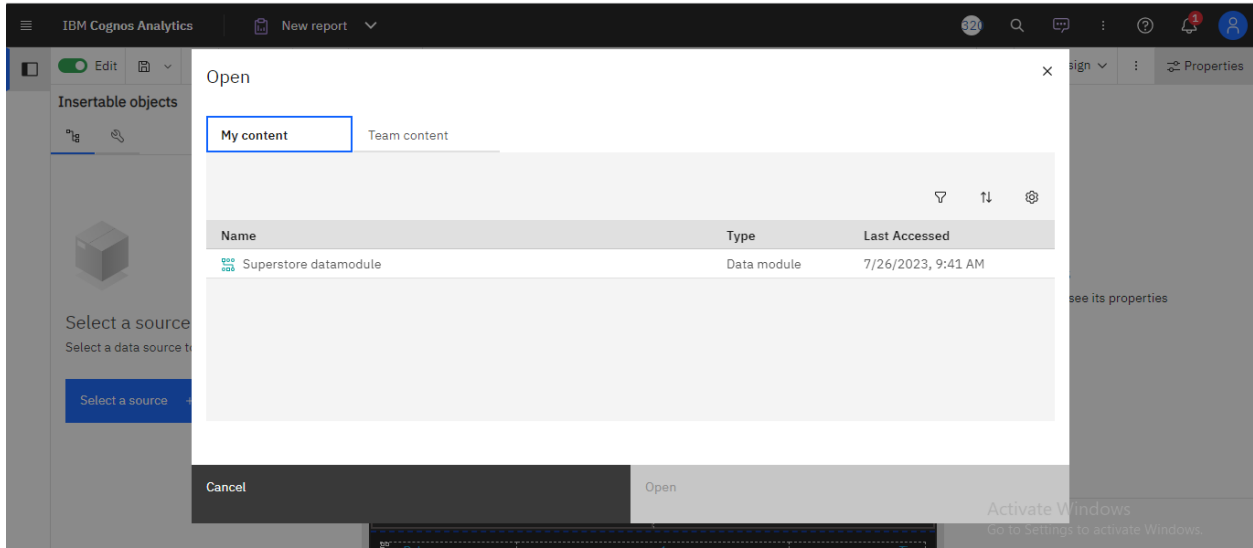 IBM Cognos Analytics
New report
320
1
Edit
sign
Properties
Open
Insertable objects
My content
Team content
Name Type Last Accessed
Superstore datamodule Data module 7/26/2023, 9:41 AM
see its properties
Select a source
Select a data source to
Select a source +
Cancel
Open
Activate Windows
Go to Settings to activate Windows.